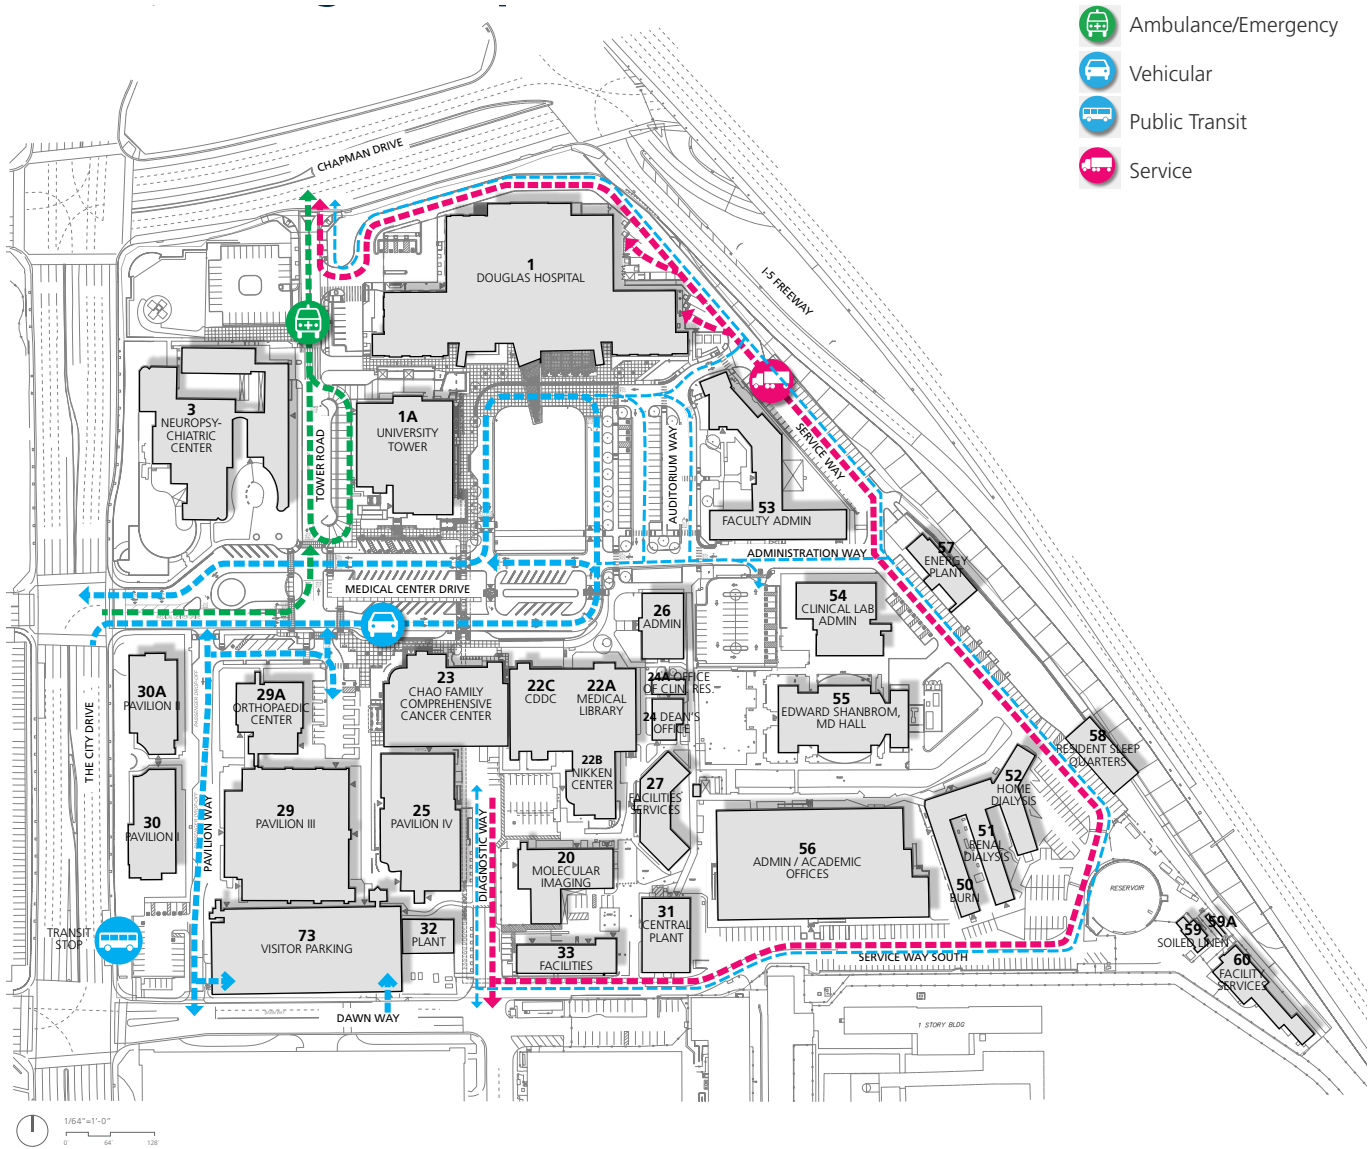 Ambulance/Emergency
Vehicular
Public Transit
Service
CHAPMAN DRIVE
I-5 FREEWAY
1
DOUGLAS HOSPITAL
3
NEUROPSY-
CHIATRIC
CENTER
1A
UNIVERSITY
TOWER
TOWER ROAD
AUDITORIUM WAY
SERVICE WAY
53
FACULTY ADMIN
ADMINISTRATION WAY
57
ENERGY
PLANT
MEDICAL CENTER DRIVE
26
ADMIN
54
CLINICAL LAB
ADMIN
30A
PAVILION II
29A
ORTHOPAEDIC
CENTER
23
CHAO FAMILY
COMPREHENSIVE
CANCER CENTER
22C
CDDC
22A
MEDICAL
LIBRARY
24A OFFICE
OF CLIN. RES.
24 DEAN'S
OFFICE
55
EDWARD SHANBROM,
MD HALL
THE CITY DRIVE
58
RESIDENT SLEEP
QUARTERS
22B
NIKKEN
CENTER
27
FACILITIES
SERVICES
52
HOME
DIALYSIS
30
PAVILION I
PAVILION WAY
29
PAVILION III
25
PAVILION IV
DIAGNOSTIC WAY
20
MOLECULAR
IMAGING
56
ADMIN / ACADEMIC
OFFICES
51
RENAL
DIALYSIS
50
BURN
RESERVOIR
TRANSIT
STOP
73
VISITOR PARKING
32
PLANT
31
CENTRAL
PLANT
33
FACILITIES
SERVICE WAY SOUTH
59A
59
SOILED LINEN
60
FACILITY
SERVICES
DAWN WAY
1 STORY BLDG
1/64"=1'-0"
0' 64' 128'